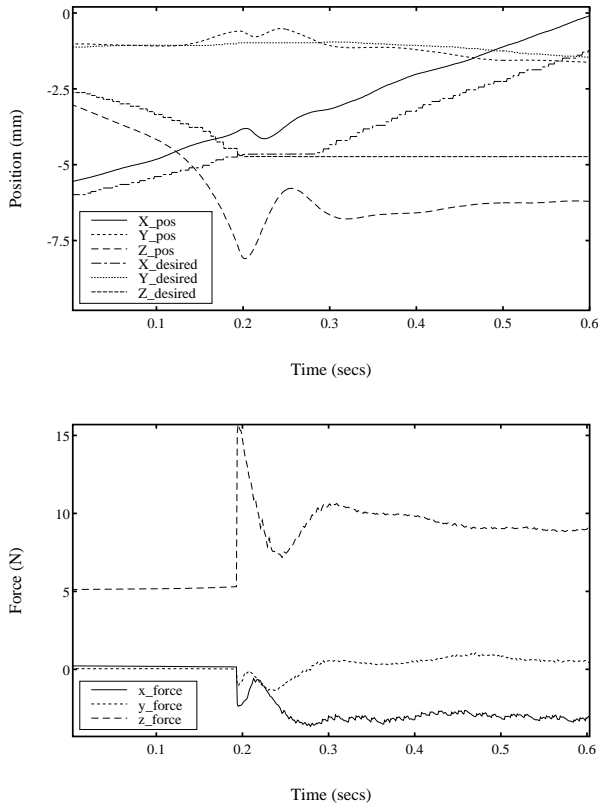 0
-2.5
-5
-7.5
Position (mm)
X_pos
Y_pos
Z_pos
X_desired
Y_desired
Z_desired
0.1 0.2 0.3 0.4 0.5 0.6
Time (secs)
15
10
5
0
Force (N)
x_force
y_force
z_force
0.1 0.2 0.3 0.4 0.5 0.6
Time (secs)